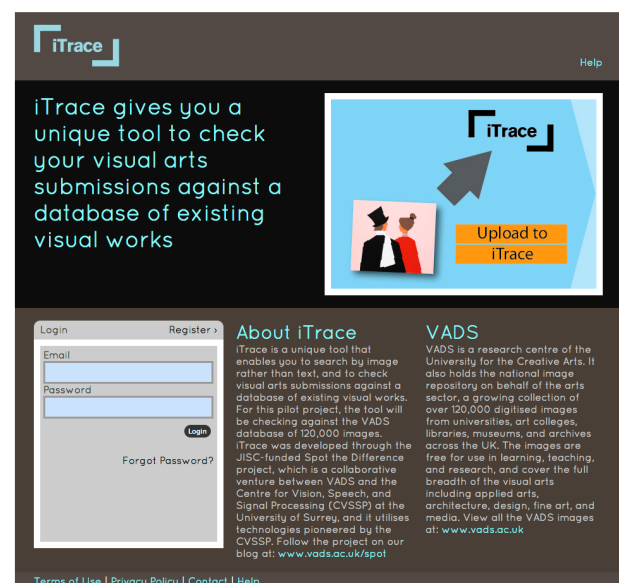 iTrace
Help
iTrace gives you a
unique tool to check
your visual arts
submissions against a
database of existing
visual works
iTrace
Upload to
iTrace
Login
Register ›
Email
Password
Login
Forgot Password?
About iTrace
iTrace is a unique tool that
enables you to search by image
rather than text, and to check
visual arts submissions against a
database of existing visual works.
For this pilot project, the tool will
be checking against the VADS
database of 120,000 images.
iTrace was developed through the
JISC-funded Spot the Difference
project, which is a collaborative
venture between VADS and the
Centre for Vision, Speech, and
Signal Processing (CVSSP) at the
University of Surrey, and it utilises
technologies pioneered by the
CVSSP. Follow the project on our
blog at: www.vads.ac.uk/spot
VADS
VADS is a research centre of the
University for the Creative Arts. It
also holds the national image
repository on behalf of the arts
sector, a growing collection of
over 120,000 digitised images
from universities, art colleges,
libraries, museums, and archives
across the UK. The images are
free for use in learning, teaching,
and research, and cover the full
breadth of the visual arts
including applied arts,
architecture, design, fine art, and
media. View all the VADS images
at: www.vads.ac.uk
Terms of Use | Privacy Policy | Contact | Help